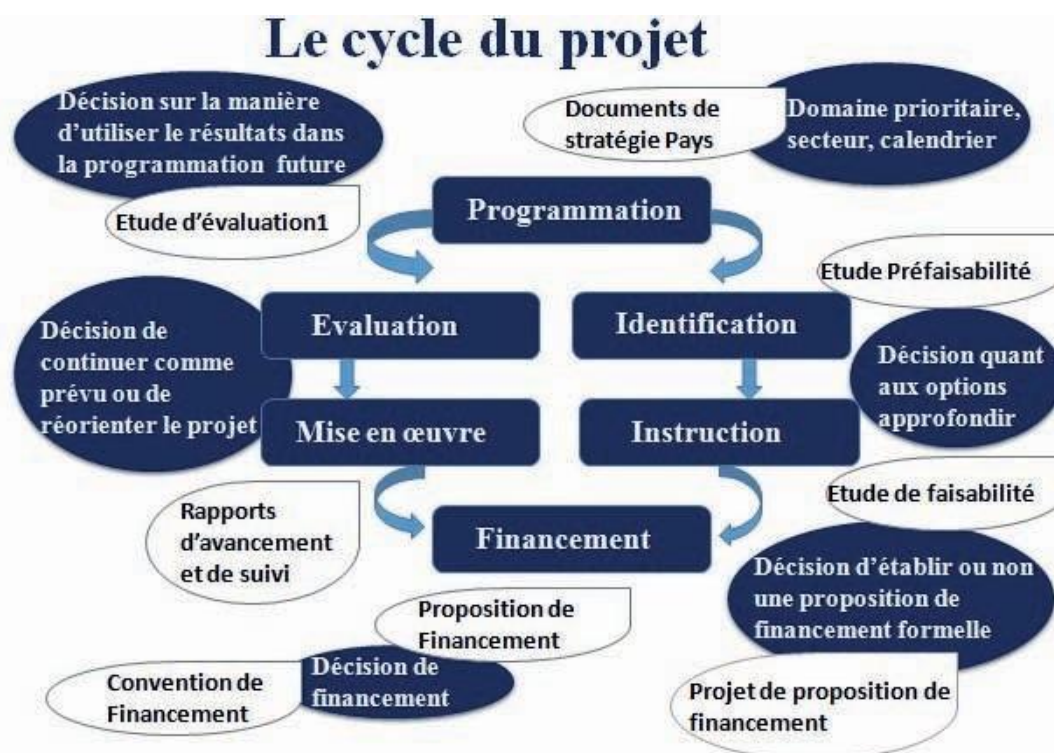 Le cycle du projet
Décision sur la manière
d'utiliser le résultats dans
la programmation future
Etude d'évaluation1
Documents de
stratégie Pays
Domaine prioritaire,
secteur, calendrier
Programmation
Etude Préfaisabilité
Evaluation
Identification
Décision de
continuer comme
prévu ou de
réorienter le projet
Décision quant
aux options
approfondir
Mise en œuvre
Instruction
Etude de faisabilité
Rapports
d'avancement
et de suivi
Financement
Décision d'établir ou non
une proposition de
financement formelle
Proposition de
Financement
Décision de
financement
Convention de
Financement
Projet de proposition de
financement